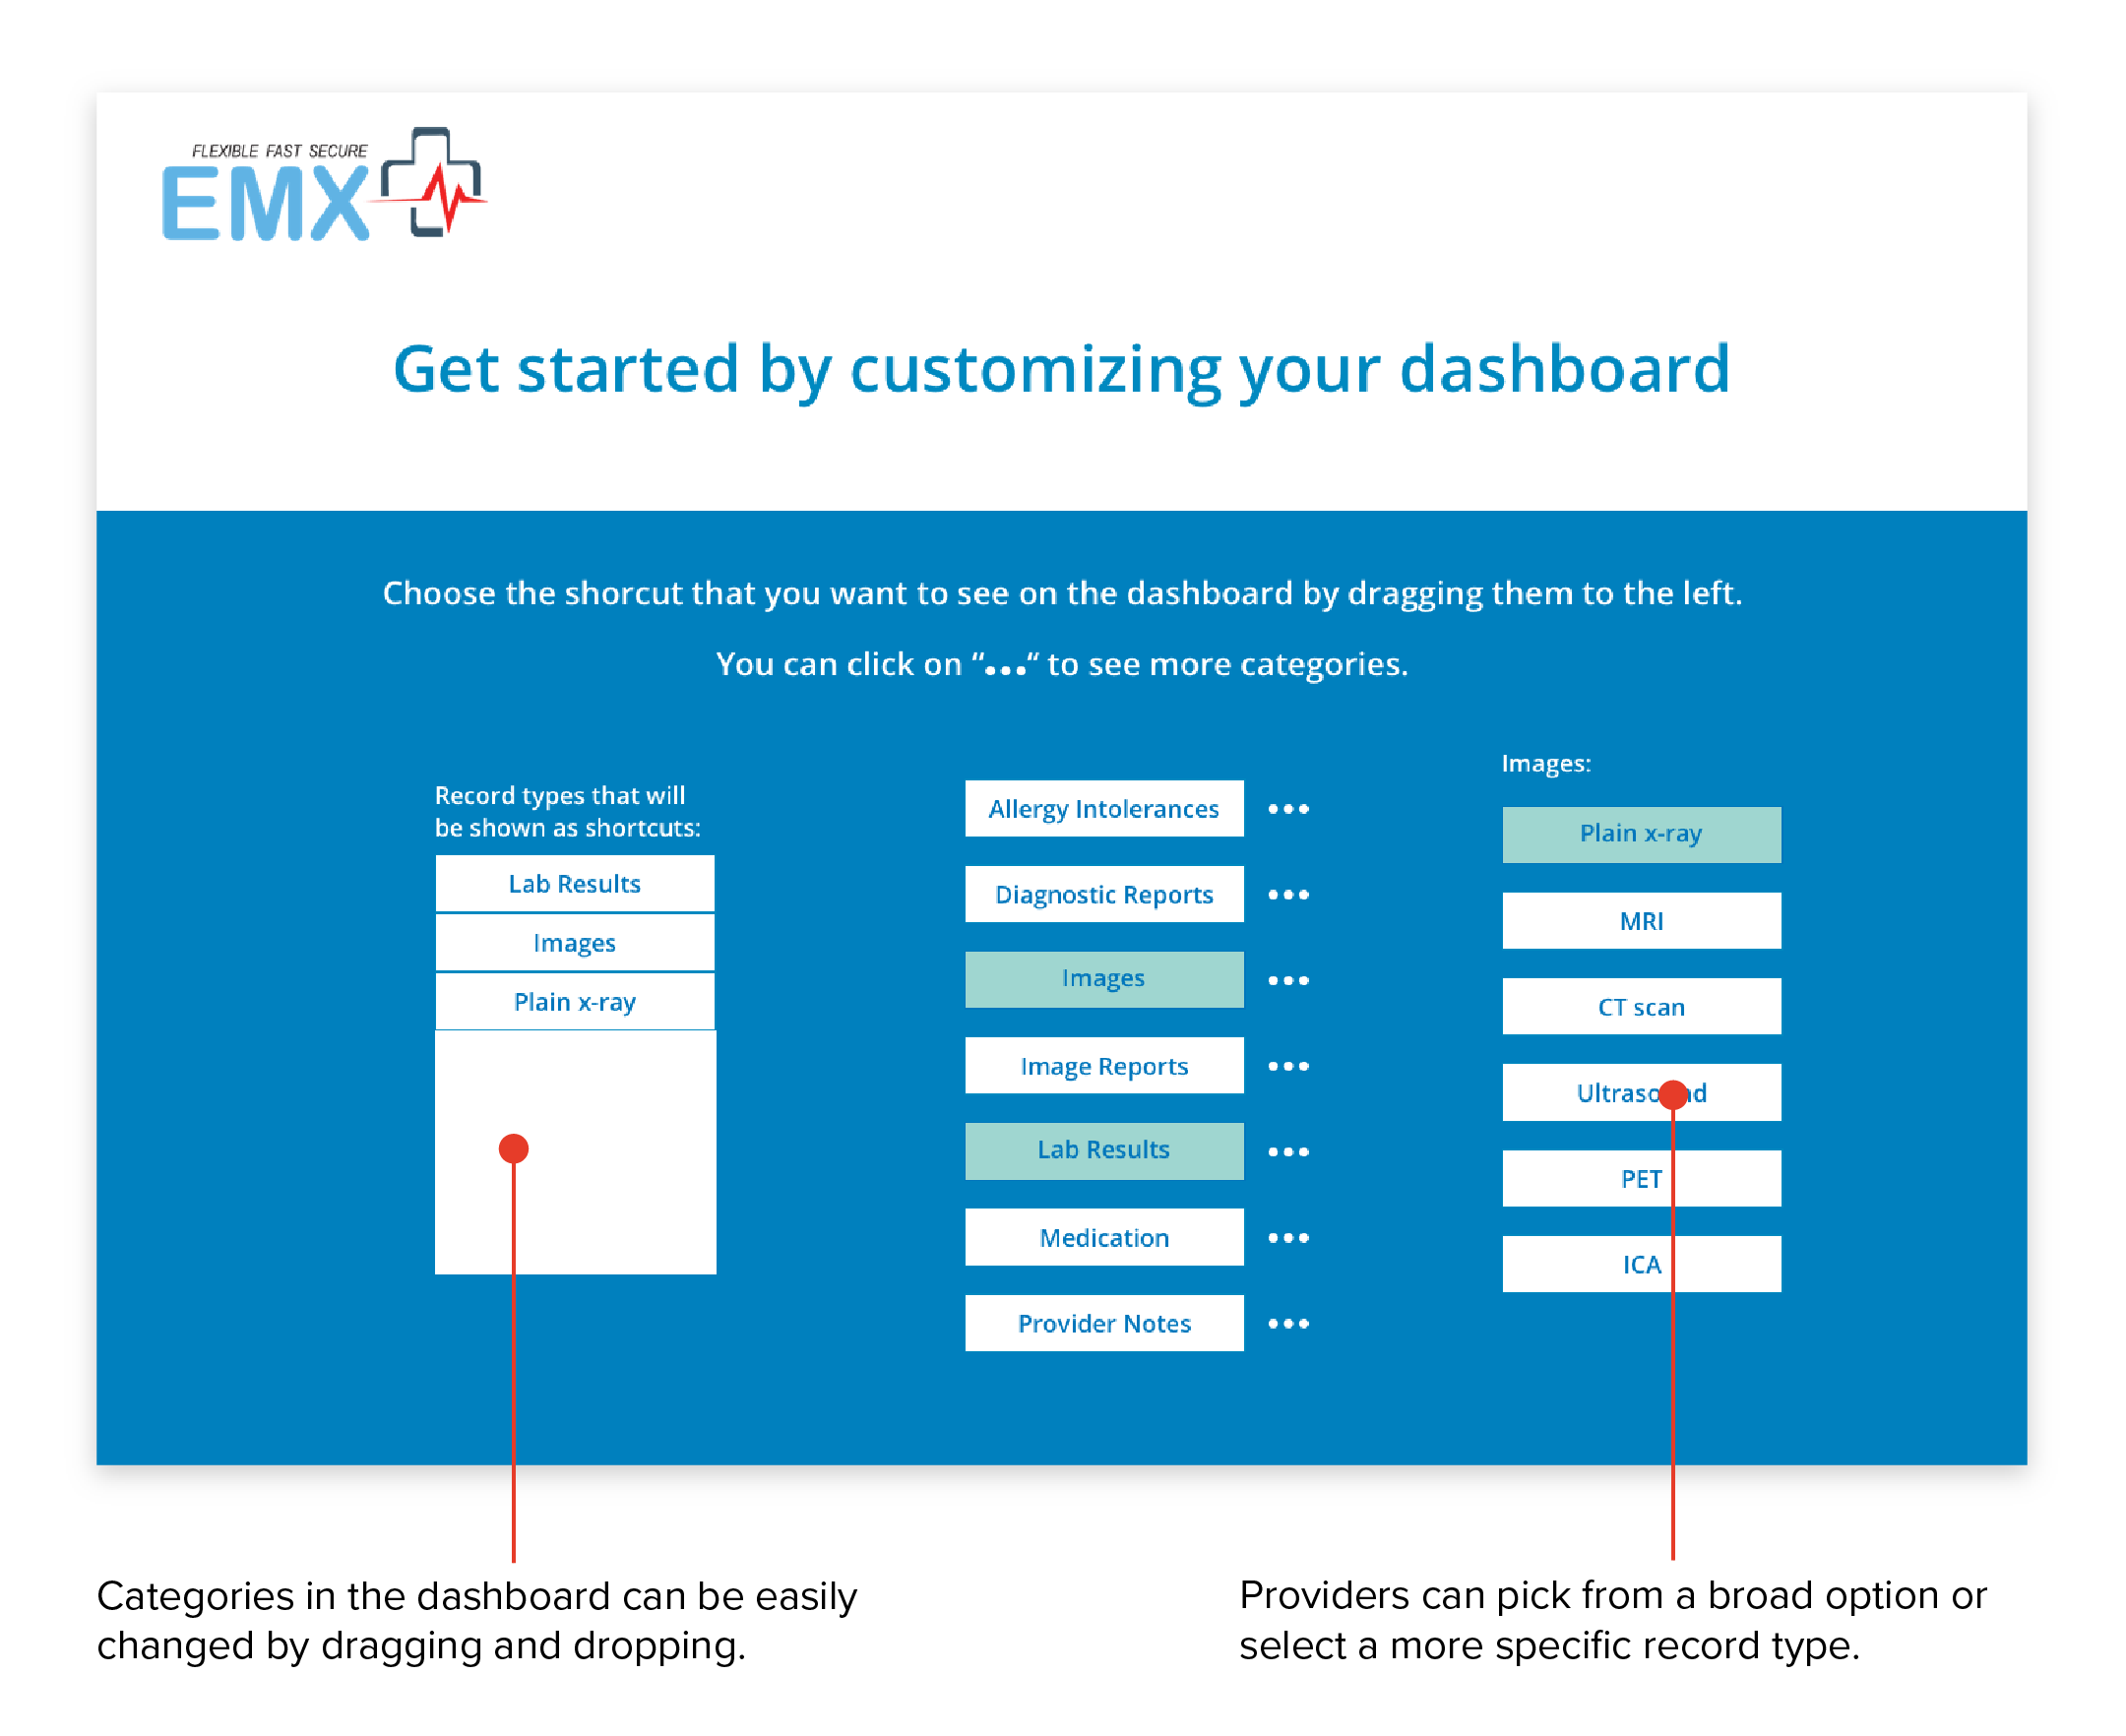 FLEXIBLE FAST SECURE
EMX
Get started by customizing your dashboard
Choose the shorcut that you want to see on the dashboard by dragging them to the left.
You can click on “...“ to see more categories.
Record types that will
be shown as shortcuts:
Lab Results
Images
Plain x-ray
Allergy Intolerances •••
Diagnostic Reports •••
Images •••
Image Reports •••
Lab Results •••
Medication •••
Provider Notes •••
Images:
Plain x-ray
MRI
CT scan
Ultrasound
PET
ICA
Categories in the dashboard can be easily
changed by dragging and dropping.
Providers can pick from a broad option or
select a more specific record type.